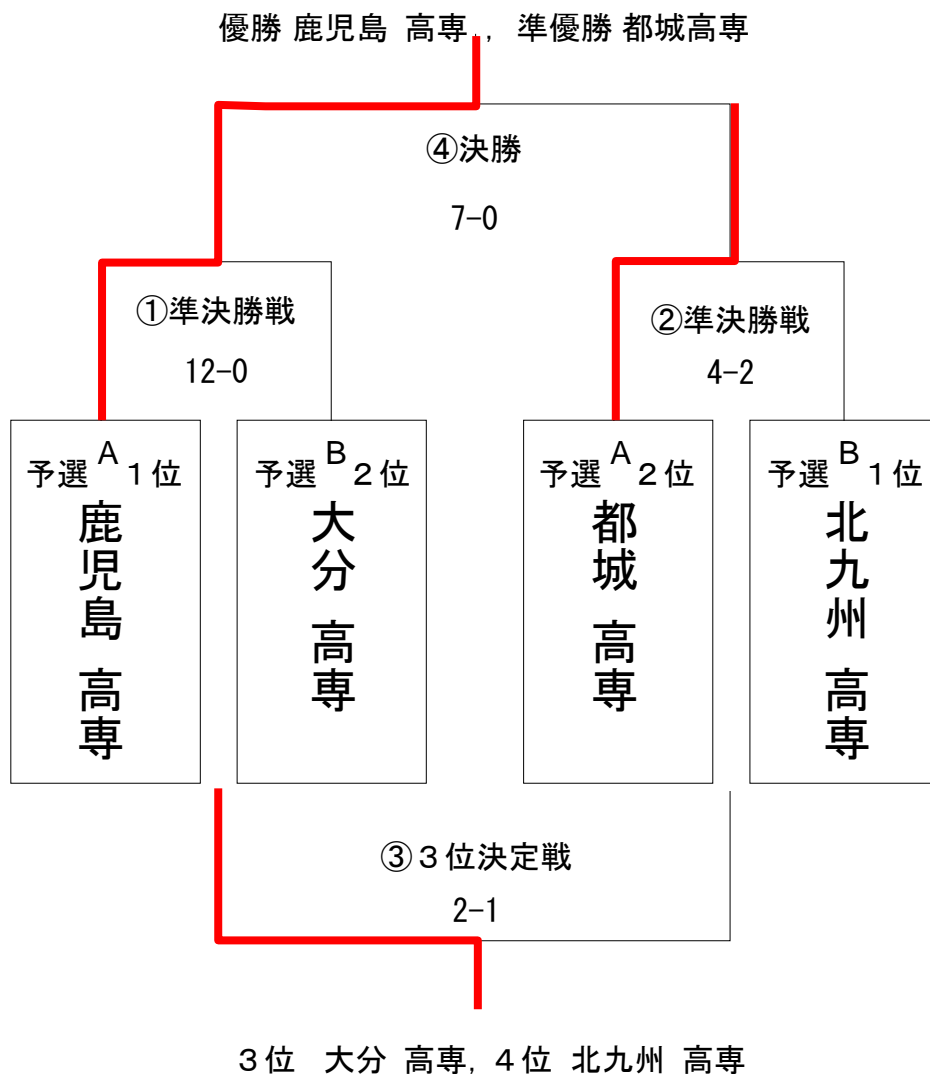 優勝 鹿児島 高専 , 準優勝 都城高専
④決勝
7-0
①準決勝戦
12-0
②準決勝戦
4-2
予選 A 1位
鹿児島 高専
予選 B 2位
大分 高専
予選 A 2位
都城 高専
予選 B 1位
北九州 高専
③3位決定戦
2-1
3位 大分 高専, 4位 北九州 高専